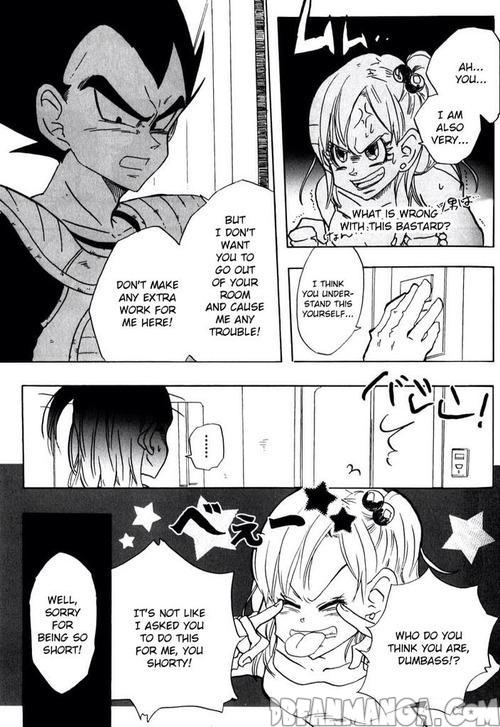 AH...
YOU...
I AM
ALSO
VERY...
WHAT IS WRONG
WITH THIS BASTARD?
BUT
I DON'T
WANT
YOU TO
GO OUT
OF YOUR
ROOM
AND CAUSE
ME ANY
TROUBLE!
DON'T MAKE
ANY EXTRA
WORK FOR
ME HERE!
I THINK
YOU UNDER-
STAND THIS
YOURSELF...
......
べぇー
WHO DO YOU
THINK YOU ARE,
DUMBASS!?
IT'S NOT LIKE
I ASKED YOU
TO DO THIS
FOR ME, YOU
SHORTY!
WELL,
SORRY
FOR
BEING SO
SHORT!
DREAMMANGA.COM